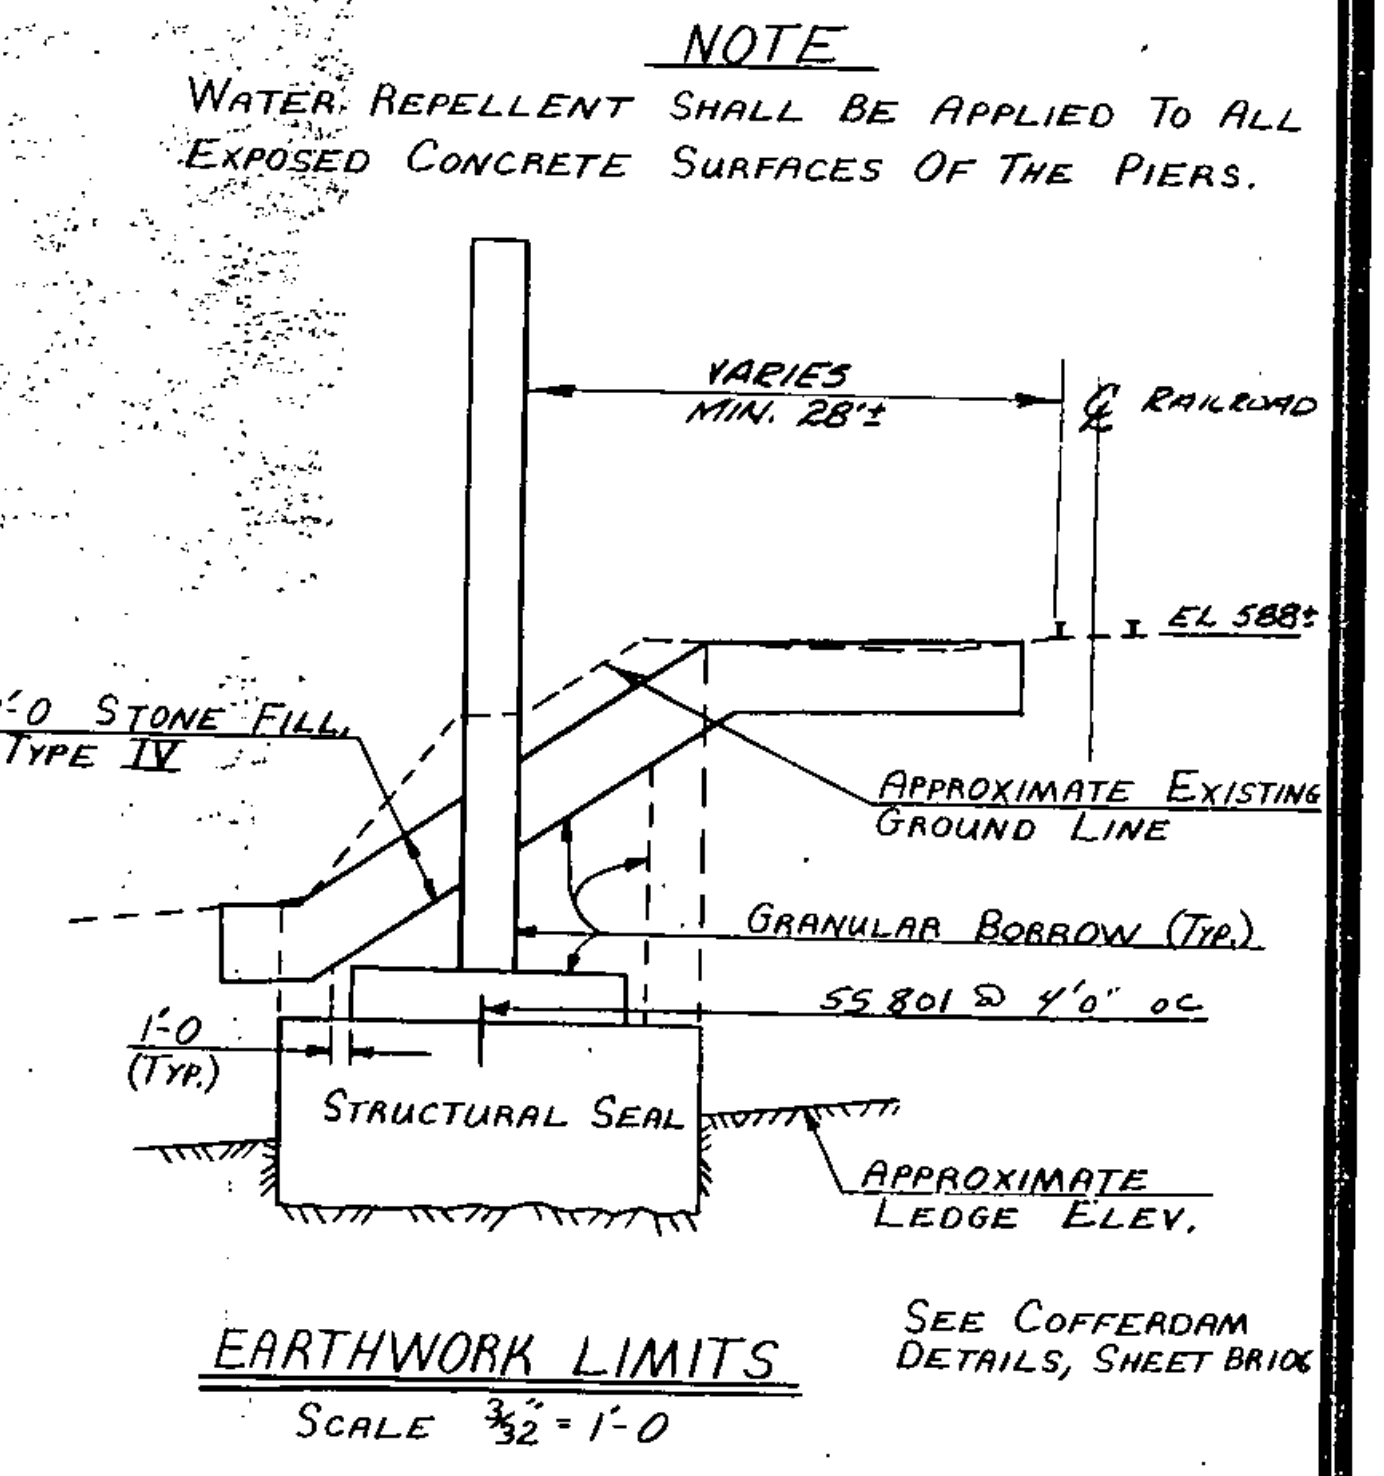 NOTE
WATER REPELLENT SHALL BE APPLIED TO ALL
EXPOSED CONCRETE SURFACES OF THE PIERS.
VARIES
MIN. 28'±
℄ RAILROAD
EL 588±
'-0 STONE FILL,
TYPE IV
APPROXIMATE EXISTING
GROUND LINE
GRANULAR BORROW (TYP.)
SS 801 @ 4'0" OC
1'-0
(TYP.)
STRUCTURAL SEAL
APPROXIMATE
LEDGE ELEV.
SEE COFFERDAM
DETAILS, SHEET
EARTHWORK LIMITS
SCALE 3/32" = 1'-0